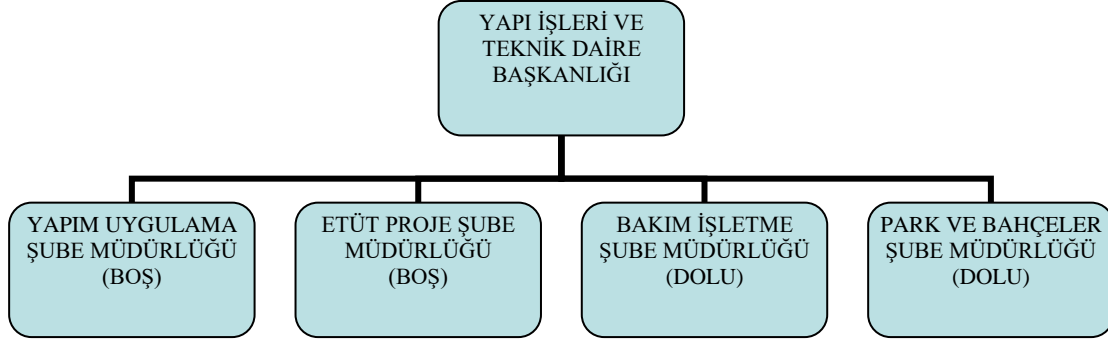 YAPI İŞLERİ VE
TEKNİK DAİRE
BAŞKANLIĞI
YAPIM UYGULAMA
ŞUBE MÜDÜRLÜĞÜ
(BOŞ)
ETÜT PROJE ŞUBE
MÜDÜRLÜĞÜ
(BOŞ)
BAKIM İŞLETME
ŞUBE MÜDÜRLÜĞÜ
(DOLU)
PARK VE BAHÇELER
ŞUBE MÜDÜRLÜĞÜ
(DOLU)